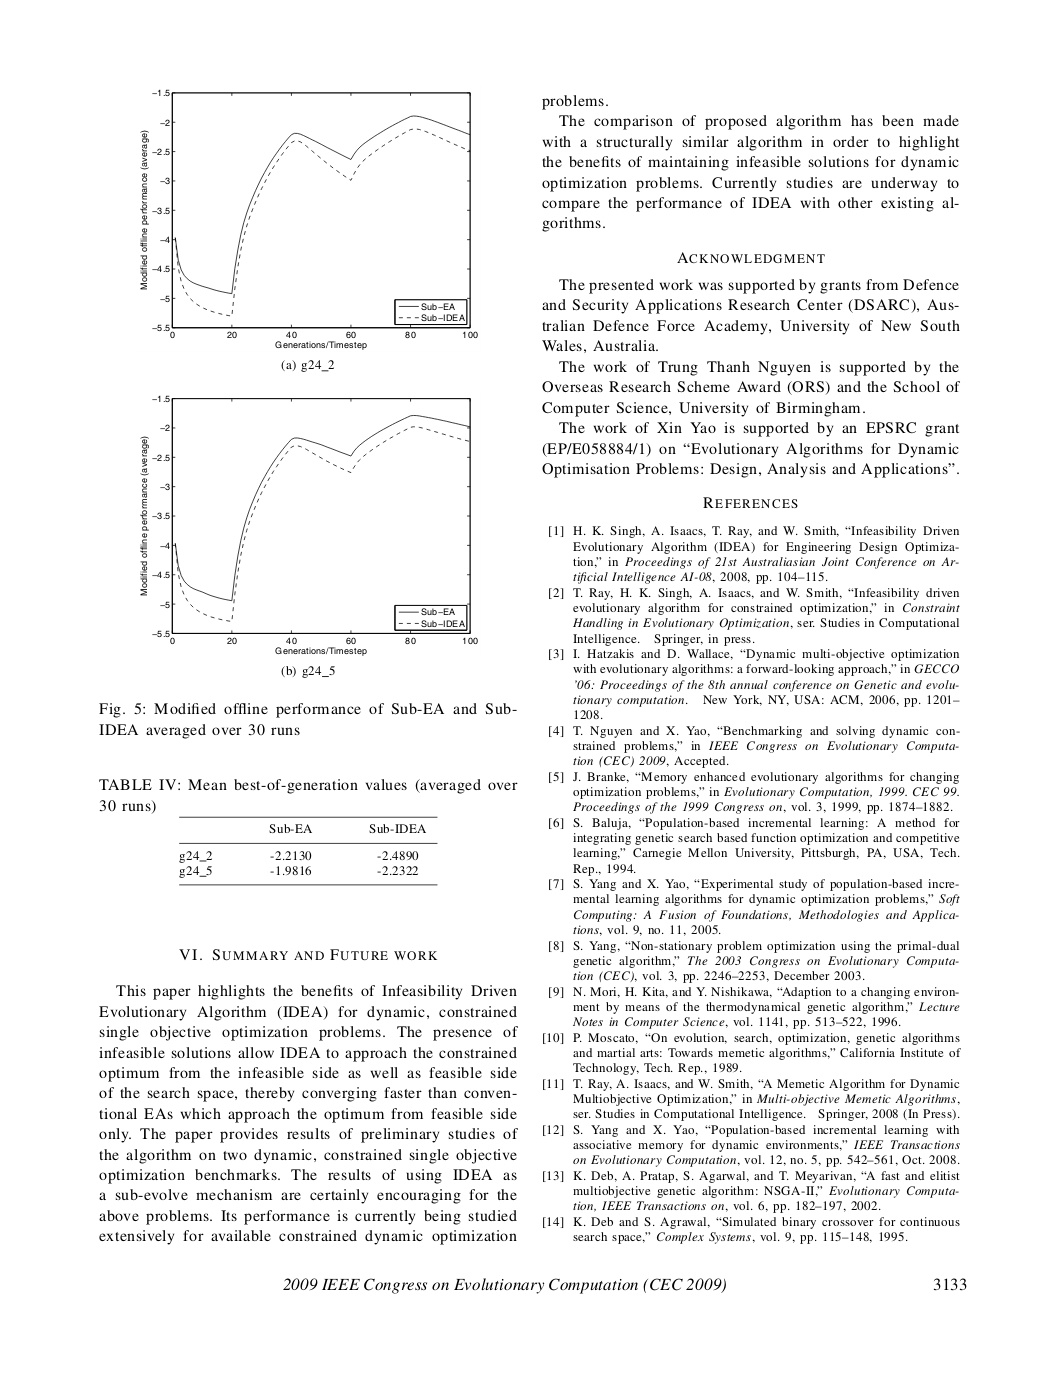 −1.5
−2
−2.5
−3
−3.5
−4
−4.5
−5
−5.5
Modified offline performance (average)
0 20 40 60 80 100
Generations/Timestep
Sub−EA
Sub−IDEA
(a) g24_2
−1.5
−2
−2.5
−3
−3.5
−4
−4.5
−5
−5.5
Modified offline performance (average)
0 20 40 60 80 100
Generations/Timestep
Sub−EA
Sub−IDEA
(b) g24_5
Fig. 5: Modified offline performance of Sub-EA and Sub-
IDEA averaged over 30 runs
TABLE IV: Mean best-of-generation values (averaged over
30 runs)
Sub-EA Sub-IDEA
g24_2 -2.2130 -2.4890
g24_5 -1.9816 -2.2322
VI. SUMMARY AND FUTURE WORK
This paper highlights the benefits of Infeasibility Driven
Evolutionary Algorithm (IDEA) for dynamic, constrained
single objective optimization problems. The presence of
infeasible solutions allow IDEA to approach the constrained
optimum from the infeasible side as well as feasible side
of the search space, thereby converging faster than conven-
tional EAs which approach the optimum from feasible side
only. The paper provides results of preliminary studies of
the algorithm on two dynamic, constrained single objective
optimization benchmarks. The results of using IDEA as
a sub-evolve mechanism are certainly encouraging for the
above problems. Its performance is currently being studied
extensively for available constrained dynamic optimization
problems.
The comparison of proposed algorithm has been made
with a structurally similar algorithm in order to highlight
the benefits of maintaining infeasible solutions for dynamic
optimization problems. Currently studies are underway to
compare the performance of IDEA with other existing al-
gorithms.
ACKNOWLEDGMENT
The presented work was supported by grants from Defence
and Security Applications Research Center (DSARC), Aus-
tralian Defence Force Academy, University of New South
Wales, Australia.
The work of Trung Thanh Nguyen is supported by the
Overseas Research Scheme Award (ORS) and the School of
Computer Science, University of Birmingham.
The work of Xin Yao is supported by an EPSRC grant
(EP/E058884/1) on “Evolutionary Algorithms for Dynamic
Optimisation Problems: Design, Analysis and Applications”.
REFERENCES
[1] H. K. Singh, A. Isaacs, T. Ray, and W. Smith, “Infeasibility Driven
Evolutionary Algorithm (IDEA) for Engineering Design Optimiza-
tion,” in Proceedings of 21st Australiasian Joint Conference on Ar-
tificial Intelligence AI-08, 2008, pp. 104–115.
[2] T. Ray, H. K. Singh, A. Isaacs, and W. Smith, “Infeasibility driven
evolutionary algorithm for constrained optimization,” in Constraint
Handling in Evolutionary Optimization, ser. Studies in Computational
Intelligence. Springer, in press.
[3] I. Hatzakis and D. Wallace, “Dynamic multi-objective optimization
with evolutionary algorithms: a forward-looking approach,” in GECCO
’06: Proceedings of the 8th annual conference on Genetic and evolu-
tionary computation. New York, NY, USA: ACM, 2006, pp. 1201–
1208.
[4] T. Nguyen and X. Yao, “Benchmarking and solving dynamic con-
strained problems,” in IEEE Congress on Evolutionary Computa-
tion (CEC) 2009, Accepted.
[5] J. Branke, “Memory enhanced evolutionary algorithms for changing
optimization problems,” in Evolutionary Computation, 1999. CEC 99.
Proceedings of the 1999 Congress on, vol. 3, 1999, pp. 1874–1882.
[6] S. Baluja, “Population-based incremental learning: A method for
integrating genetic search based function optimization and competitive
learning,” Carnegie Mellon University, Pittsburgh, PA, USA, Tech.
Rep., 1994.
[7] S. Yang and X. Yao, “Experimental study of population-based incre-
mental learning algorithms for dynamic optimization problems,” Soft
Computing: A Fusion of Foundations, Methodologies and Applica-
tions, vol. 9, no. 11, 2005.
[8] S. Yang, “Non-stationary problem optimization using the primal-dual
genetic algorithm,” The 2003 Congress on Evolutionary Computa-
tion (CEC), vol. 3, pp. 2246–2253, December 2003.
[9] N. Mori, H. Kita, and Y. Nishikawa, “Adaption to a changing environ-
ment by means of the thermodynamical genetic algorithm,” Lecture
Notes in Computer Science, vol. 1141, pp. 513–522, 1996.
[10] P. Moscato, “On evolution, search, optimization, genetic algorithms
and martial arts: Towards memetic algorithms,” California Institute of
Technology, Tech. Rep., 1989.
[11] T. Ray, A. Isaacs, and W. Smith, “A Memetic Algorithm for Dynamic
Multiobjective Optimization,” in Multi-objective Memetic Algorithms,
ser. Studies in Computational Intelligence. Springer, 2008 (In Press).
[12] S. Yang and X. Yao, “Population-based incremental learning with
associative memory for dynamic environments,” IEEE Transactions
on Evolutionary Computation, vol. 12, no. 5, pp. 542–561, Oct. 2008.
[13] K. Deb, A. Pratap, S. Agarwal, and T. Meyarivan, “A fast and elitist
multiobjective genetic algorithm: NSGA-II,” Evolutionary Computa-
tion, IEEE Transactions on, vol. 6, pp. 182–197, 2002.
[14] K. Deb and S. Agrawal, “Simulated binary crossover for continuous
search space,” Complex Systems, vol. 9, pp. 115–148, 1995.
2009 IEEE Congress on Evolutionary Computation (CEC 2009) 3133